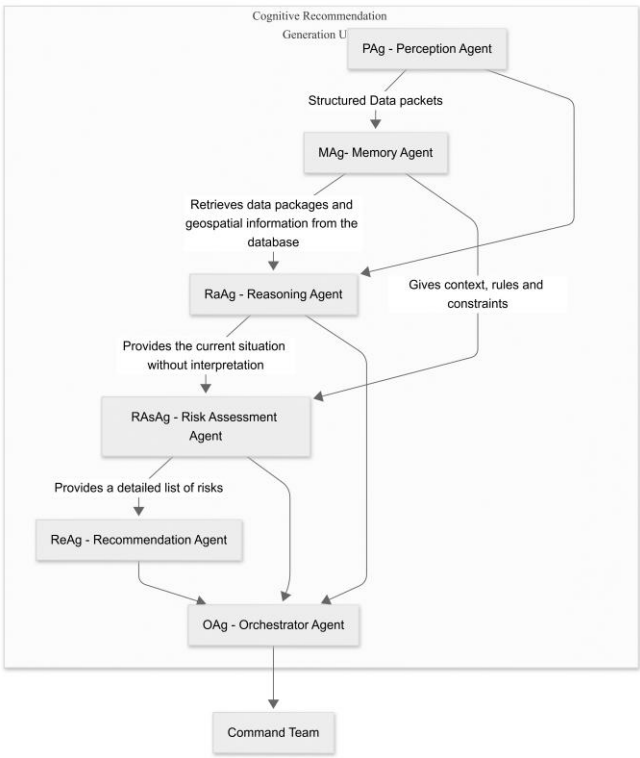 Cognitive Recommendation
Generation U
PAg - Perception Agent
Structured Data packets
MAg- Memory Agent
Retrieves data packages and
geospatial information from the
database
Gives context, rules and
constraints
RaAg - Reasoning Agent
Provides the current situation
without interpretation
RAsAg - Risk Assessment
Agent
Provides a detailed list of risks
ReAg - Recommendation Agent
OAg - Orchestrator Agent
Command Team